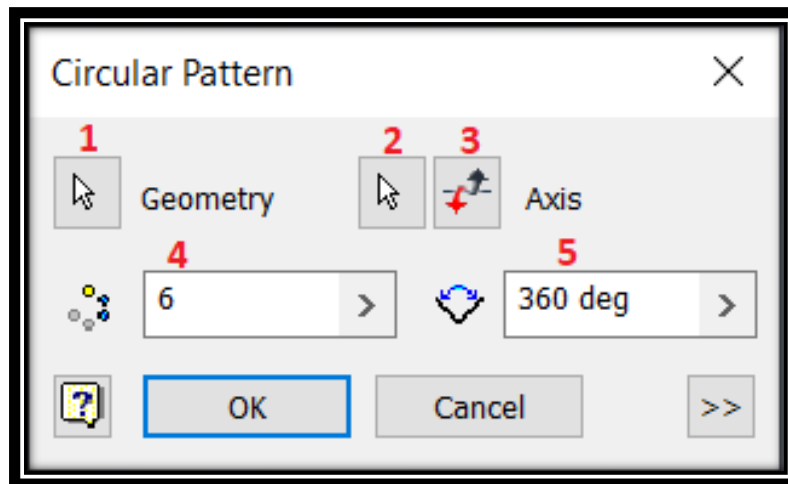 Circular Pattern
1 2 3
Geometry Axis
4 5
6 > 360 deg >
? OK Cancel >>